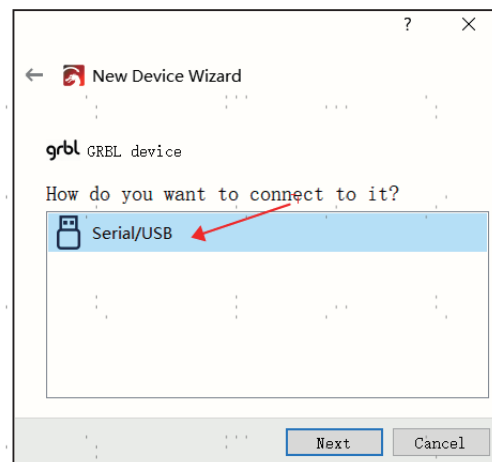 ?
New Device Wizard
grbl GRBL device
How do you want to connect to it?
Serial/USB
Next Cancel